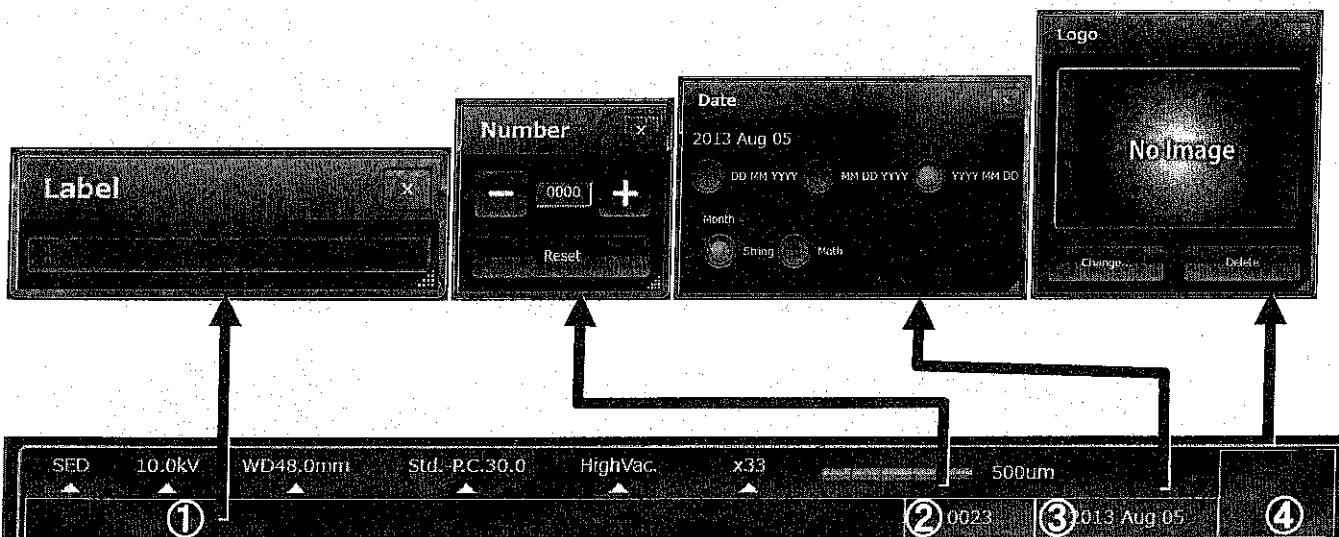 Logo
No Image
Change...
Delete
Date
2013 Aug 05
DD MM YYYY
MM DD YYYY
YYYY MM DD
Month
String
Math
Number
×
−
0000
+
Reset
Label
×
SED
10.0kV
WD48.0mm
Std.-P.C.30.0
HighVac.
x33
500um
①
② 0023
③ 2013 Aug 05
④